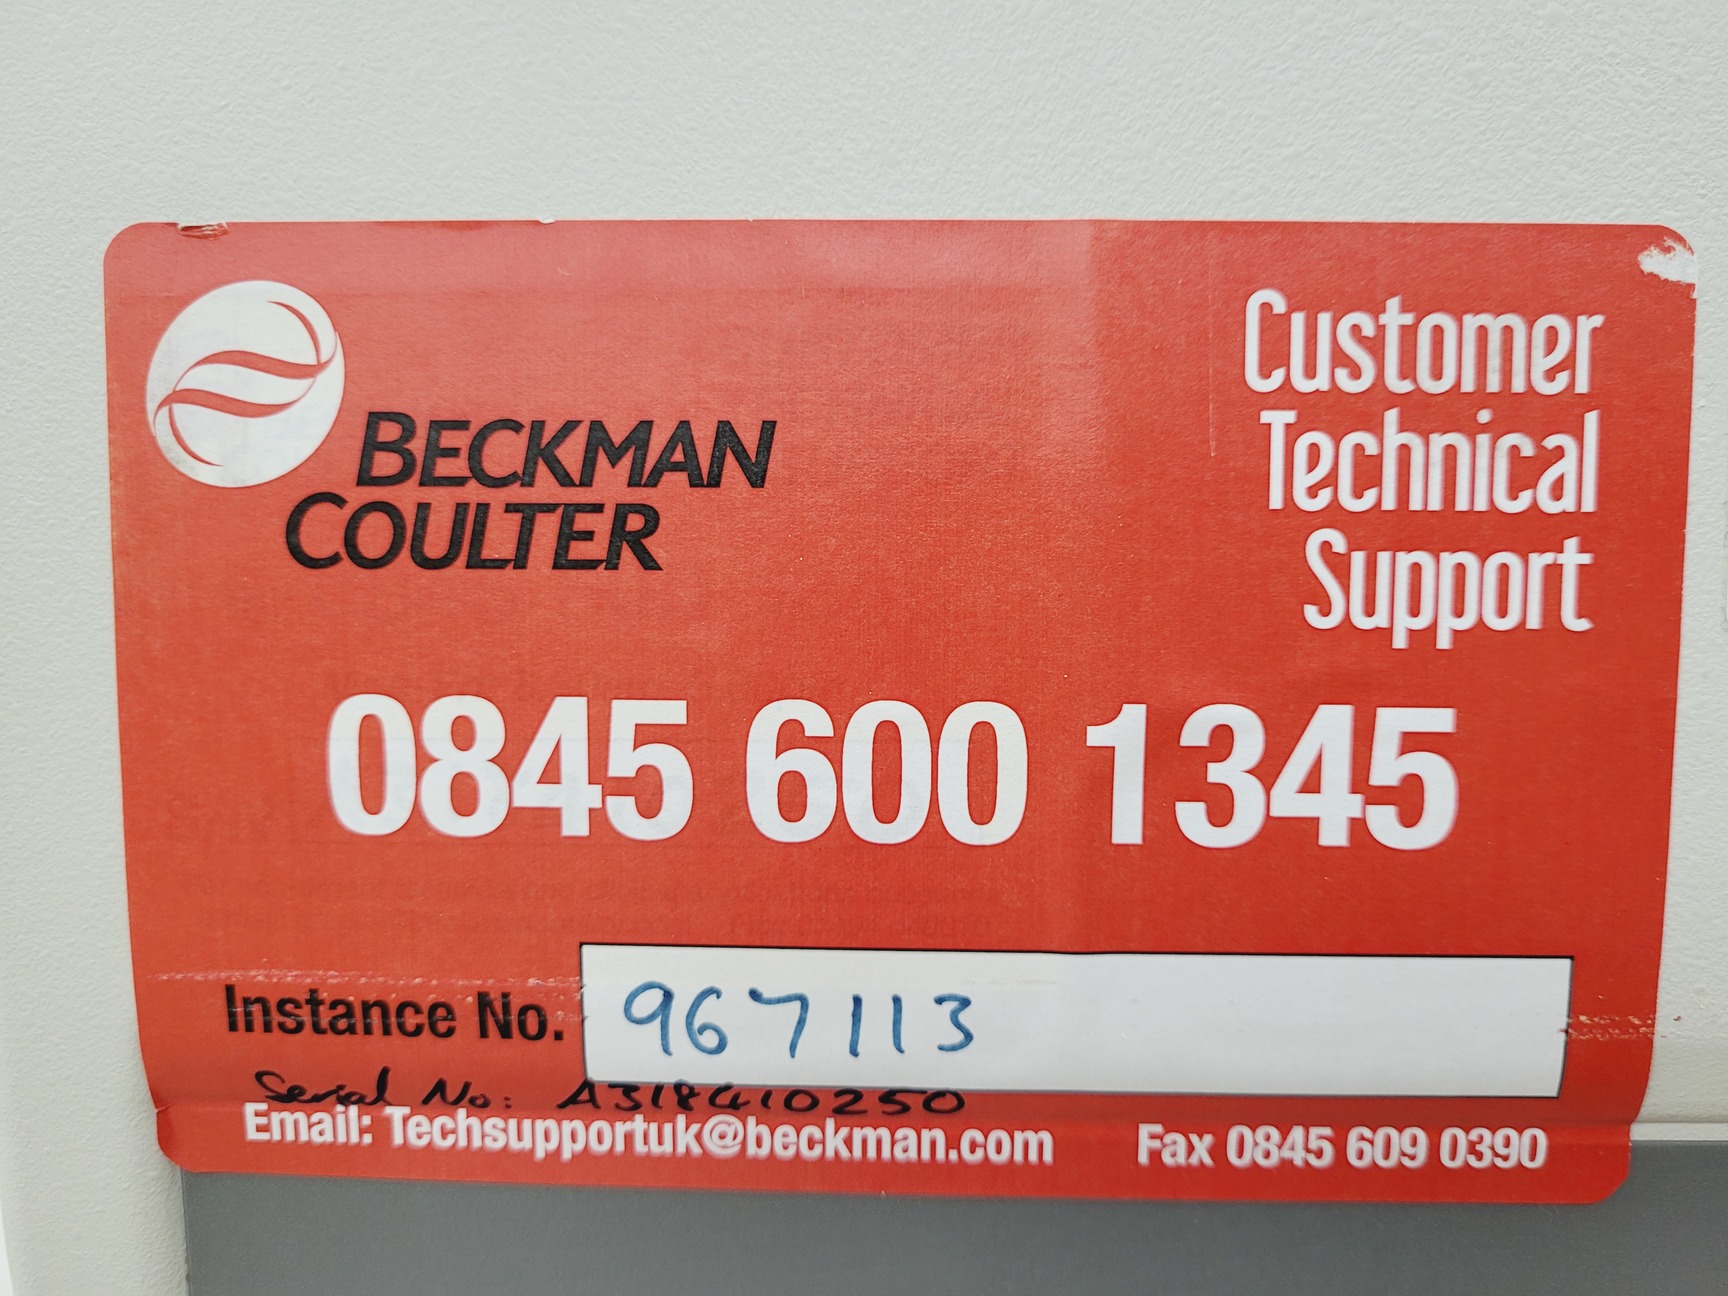 BECKMAN
COULTER
Customer
Technical
Support
0845 600 1345
Instance No. 967113
Serial No: A318410250
Email: Techsupportuk@beckman.com
Fax 0845 609 0390